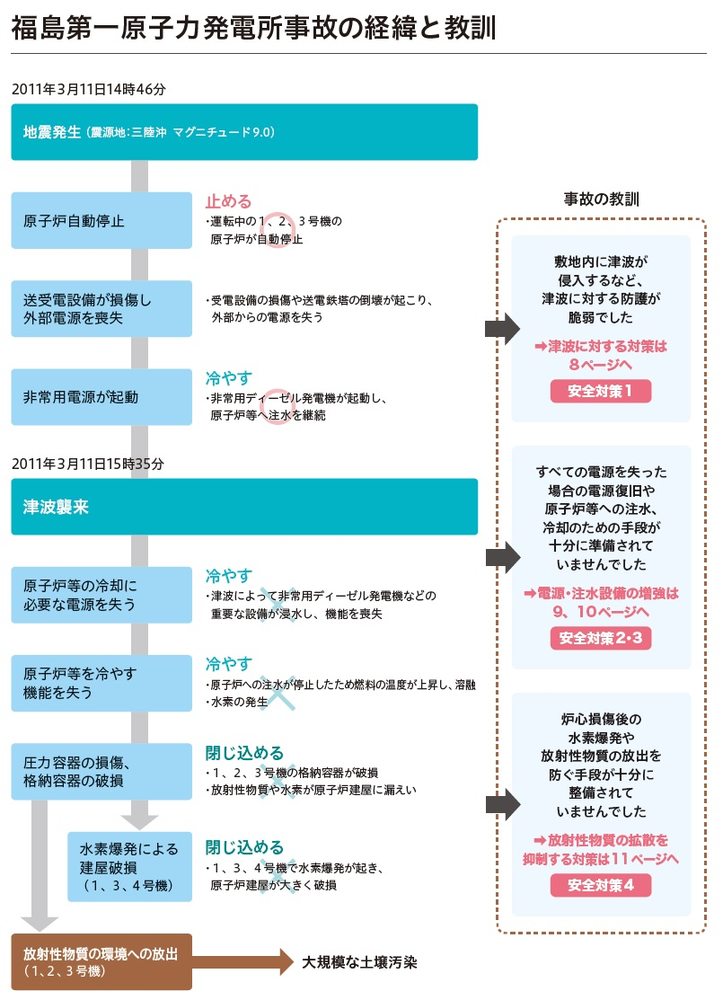 福島第一原子力発電所事故の経緯と教訓
2011年3月11日14時46分
地震発生（震源地：三陸沖 マグニチュード9.0）
原子炉自動停止
止める
・運転中の1、2、3号機の
原子炉が自動停止
送受電設備が損傷し
外部電源を喪失
・受電設備の損傷や送電鉄塔の倒壊が起こり、
外部からの電源を失う
非常用電源が起動
冷やす
・非常用ディーゼル発電機が起動し、
原子炉等へ注水を継続
2011年3月11日15時35分
津波襲来
原子炉等の冷却に
必要な電源を失う
冷やす
・津波によって非常用ディーゼル発電機などの
重要な設備が浸水し、機能を喪失
原子炉等を冷やす
機能を失う
冷やす
・原子炉への注水が停止したため燃料の温度が上昇し、溶融
・水素の発生
圧力容器の損傷、
格納容器の破損
閉じ込める
・1、2、3号機の格納容器が破損
・放射性物質や水素が原子炉建屋に漏えい
水素爆発による
建屋破損
（1、3、4号機）
閉じ込める
・1、3、4号機で水素爆発が起き、
原子炉建屋が大きく破損
放射性物質の環境への放出
（1、2、3号機）
大規模な土壌汚染
事故の教訓
敷地内に津波が
侵入するなど、
津波に対する防護が
脆弱でした
➡津波に対する対策は
8ページへ
安全対策1
すべての電源を失った
場合の電源復旧や
原子炉等への注水、
冷却のための手段が
十分に準備されて
いませんでした
➡電源・注水設備の増強は
9、10ページへ
安全対策2・3
炉心損傷後の
水素爆発や
放射性物質の放出を
防ぐ手段が十分に
整備されて
いませんでした
➡放射性物質の拡散を
抑制する対策は11ページへ
安全対策4